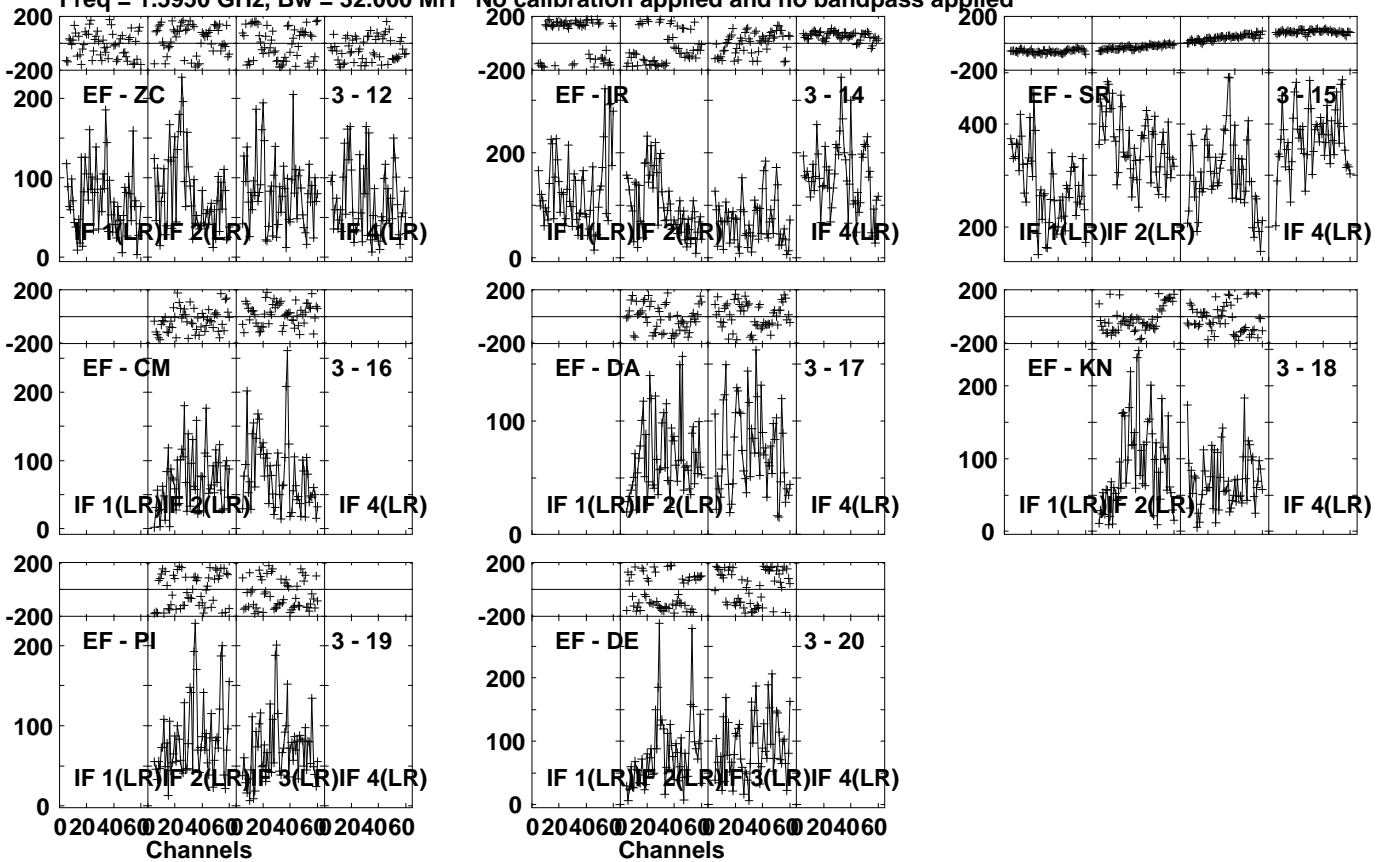 Freq = 1.5950 GHz, Bw = 32.000 MH No calibration applied and no bandpass applied
200
-200
EF - ZC 3 - 12
200
100
0
IF 1(LR) IF 2(LR) IF 4(LR)
200
-200
EF - JR 3 - 14
200
0
IF 1(LR) IF 2(LR) IF 4(LR)
200
-200
EF - SR 3 - 15
400
200
IF 1(LR) IF 2(LR) IF 4(LR)
200
-200
EF - CM 3 - 16
200
100
0
IF 1(LR) IF 2(LR) IF 4(LR)
200
-200
EF - DA 3 - 17
100
0
IF 1(LR) IF 2(LR) IF 4(LR)
200
-200
EF - KN 3 - 18
200
100
0
IF 1(LR) IF 2(LR) IF 4(LR)
200
-200
EF - PI 3 - 19
200
100
0
IF 1(LR) IF 2(LR) IF 3(LR) IF 4(LR)
0 20 40 60 0 20 40 60 0 20 40 60 0 20 40 60
Channels
200
-200
EF - DE 3 - 20
200
100
0
IF 1(LR) IF 2(LR) IF 3(LR) IF 4(LR)
0 20 40 60 0 20 40 60 0 20 40 60 0 20 40 60
Channels